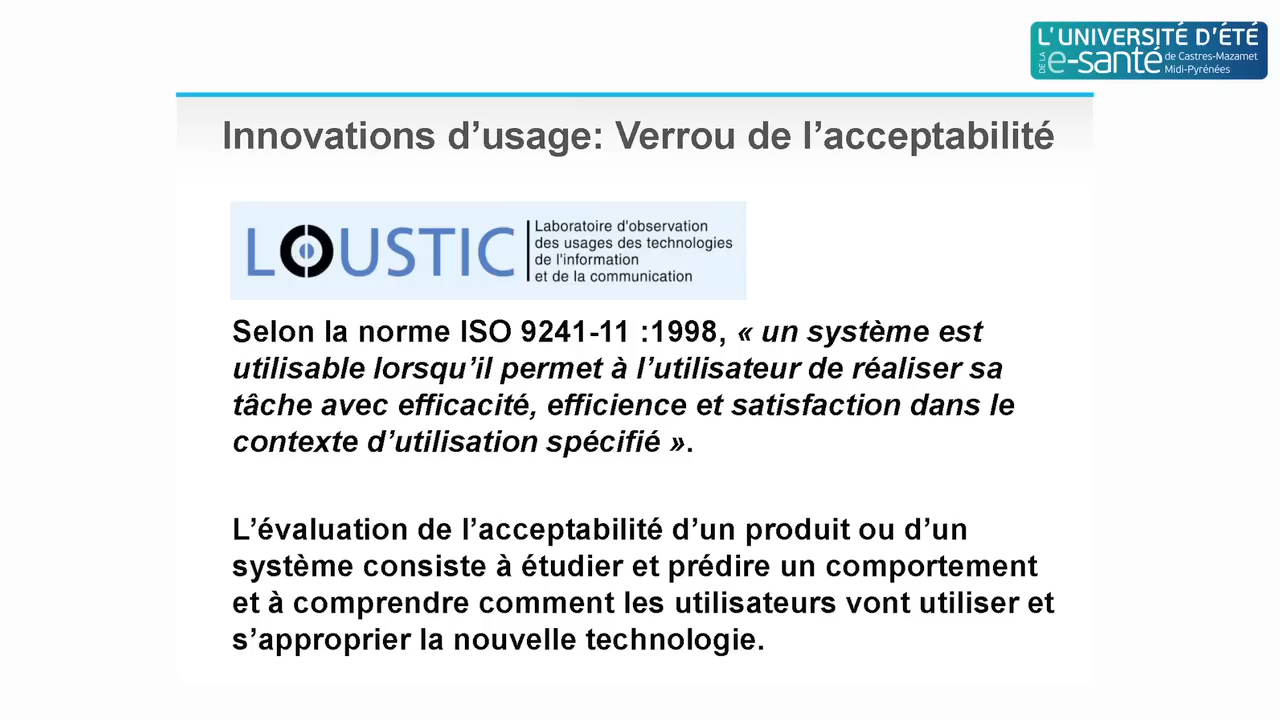 L'UNIVERSITÉ D'ÉTÉ
DE LA e-santé de Castres-Mazamet
Midi-Pyrénées
Innovations d’usage: Verrou de l’acceptabilité
LOUSTIC
Laboratoire d'observation
des usages des technologies
de l'information
et de la communication
Selon la norme ISO 9241-11 :1998, « un système est
utilisable lorsqu’il permet à l’utilisateur de réaliser sa
tâche avec efficacité, efficience et satisfaction dans le
contexte d’utilisation spécifié ».
L’évaluation de l’acceptabilité d’un produit ou d’un
système consiste à étudier et prédire un comportement
et à comprendre comment les utilisateurs vont utiliser et
s’approprier la nouvelle technologie.